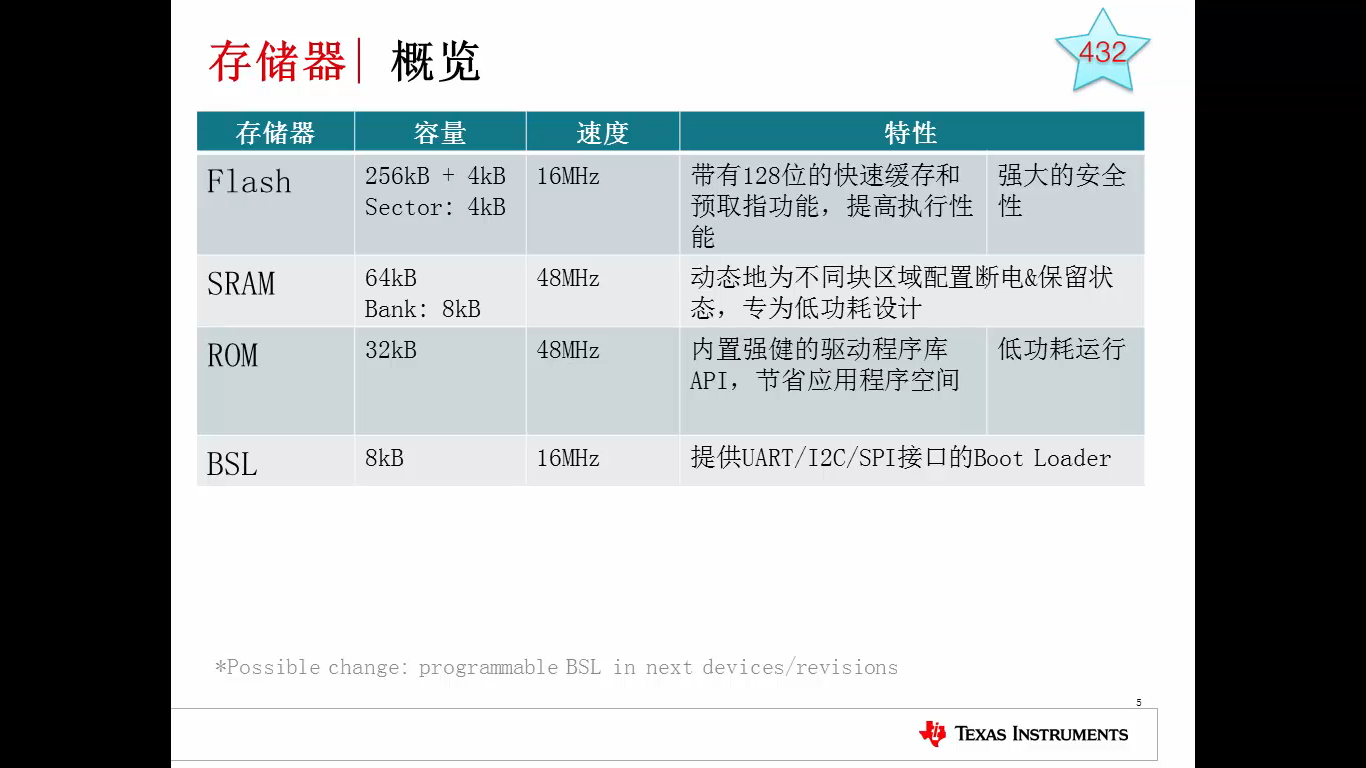 存储器| 概览
432
存储器 容量 速度 特性
Flash
256kB + 4kB
Sector: 4kB
16MHz
带有128位的快速缓存和
预取指功能，提高执行性
能
强大的安全
性
SRAM
64kB
Bank: 8kB
48MHz
动态地为不同块区域配置断电&保留状
态，专为低功耗设计
ROM
32kB
48MHz
内置强健的驱动程序库
API，节省应用程序空间
低功耗运行
BSL
8kB
16MHz
提供UART/I2C/SPI接口的Boot Loader
*Possible change: programmable BSL in next devices/revisions
5
TEXAS INSTRUMENTS